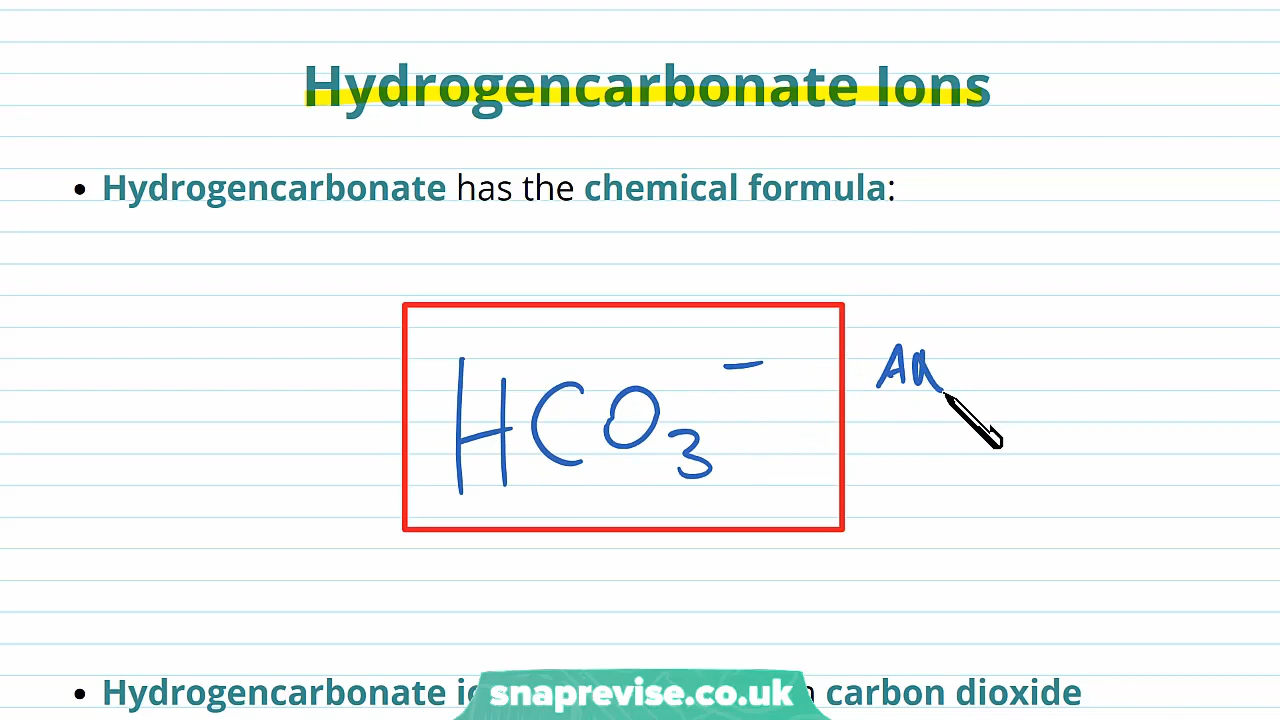 Hydrogencarbonate Ions
• Hydrogencarbonate has the chemical formula:
HCO₃⁻
• Hydrogencarbonate carbon dioxide
snaprevise.co.uk